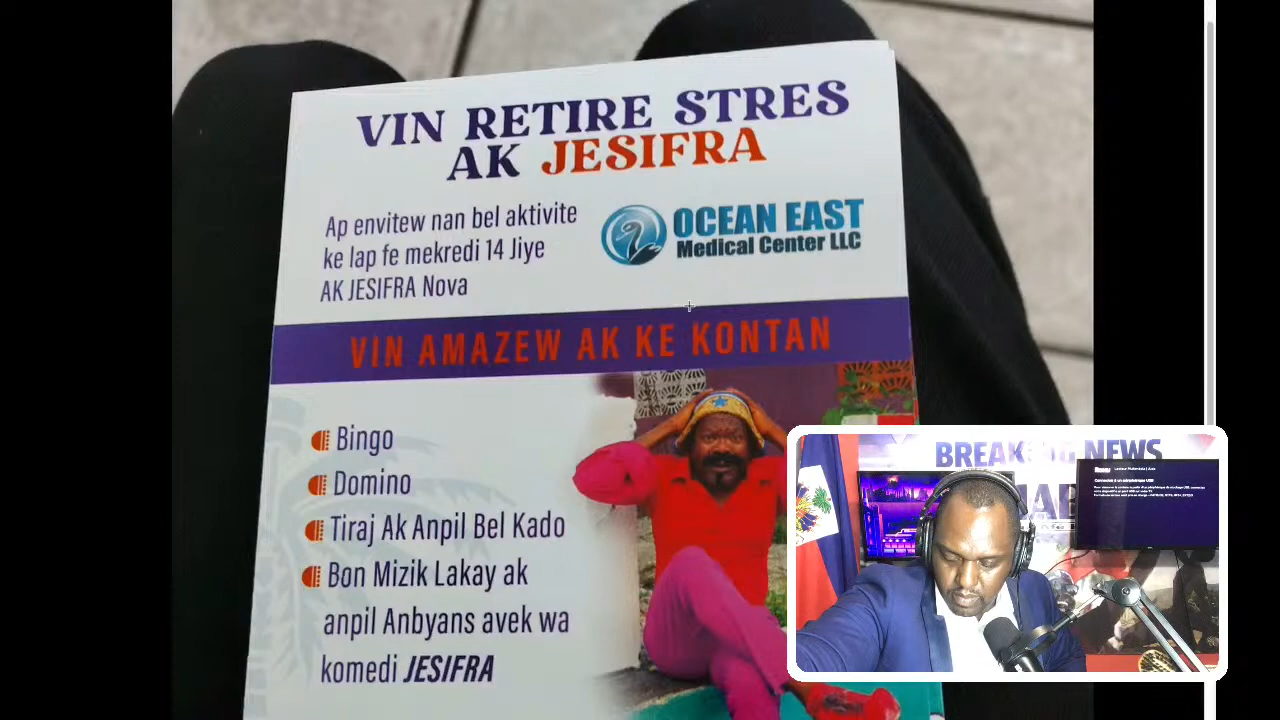 VIN RETIRE STRES
AK JESIFRA
Ap envitew nan bel aktivite
ke lap fe mekredi 14 Jiye
AK JESIFRA Nova
OCEAN EAST
Medical Center LLC
VIN AMAZEW AK KE KONTAN
Bingo
Domino
Tiraj Ak Anpil Bel Kado
Bon Mizik Lakay ak
anpil Anbyans avek wa
komedi JESIFRA
NEWS